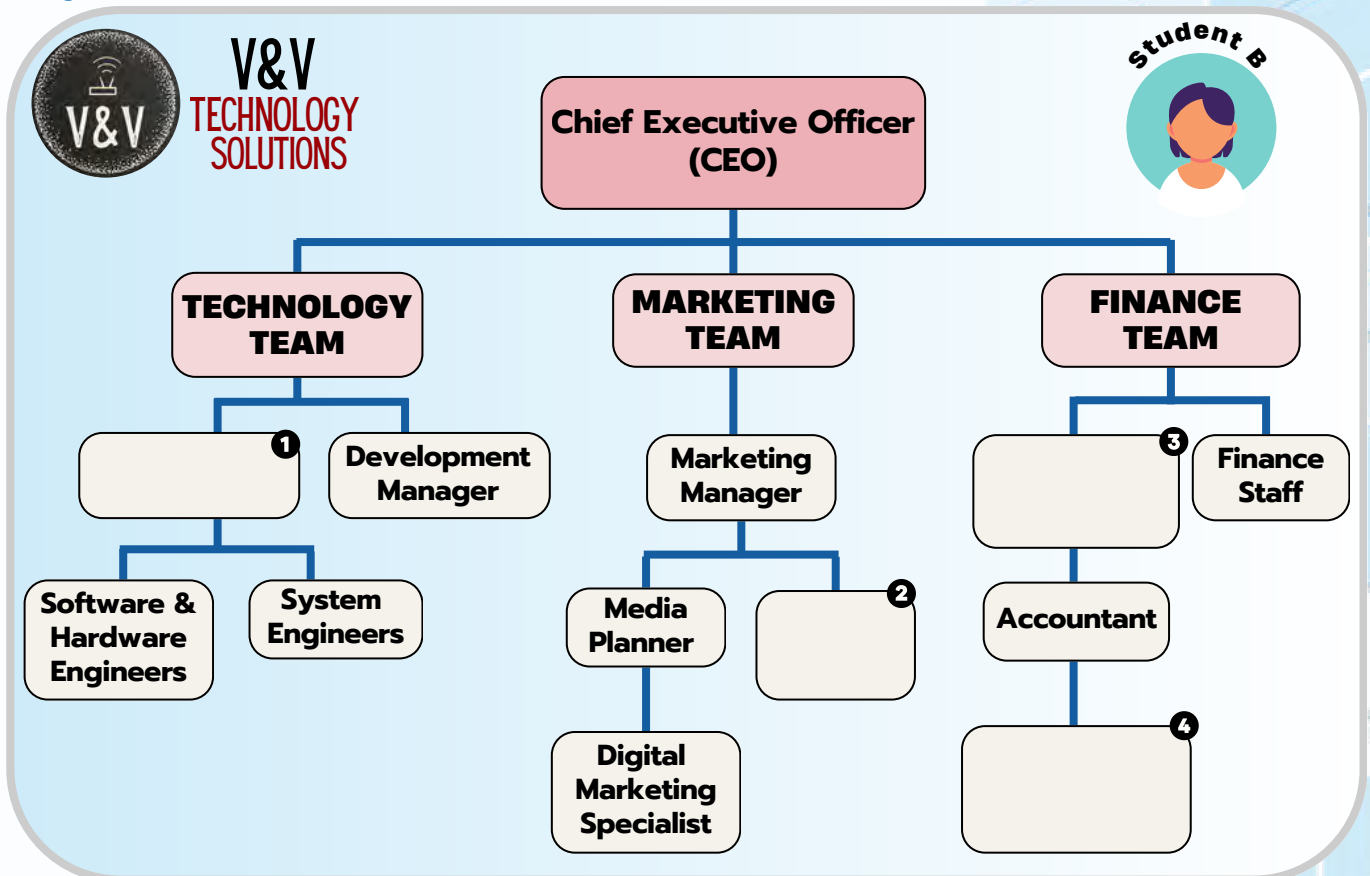 V&V
V&V
TECHNOLOGY
SOLUTIONS
Student B
Chief Executive Officer
(CEO)
TECHNOLOGY
TEAM
MARKETING
TEAM
FINANCE
TEAM
1
Development
Manager
Marketing
Manager
3
Finance
Staff
Software &
Hardware
Engineers
System
Engineers
Media
Planner
2
Accountant
Digital
Marketing
Specialist
4